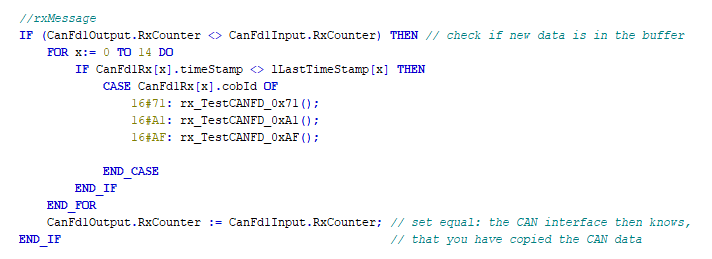 //rxMessage
IF (CanFd1Output.RxCounter <> CanFd1Input.RxCounter) THEN // check if new data is in the buffer
FOR x:= 0 TO 14 DO
IF CanFd1Rx[x].timeStamp <> lLastTimeStamp[x] THEN
CASE CanFd1Rx[x].cobId OF
16#71: rx_TestCANFD_0x71();
16#A1: rx_TestCANFD_0xA1();
16#AF: rx_TestCANFD_0xAF();
END_CASE
END_IF
END_FOR
CanFd1Output.RxCounter := CanFd1Input.RxCounter; // set equal: the CAN interface then knows,
END_IF // that you have copied the CAN data